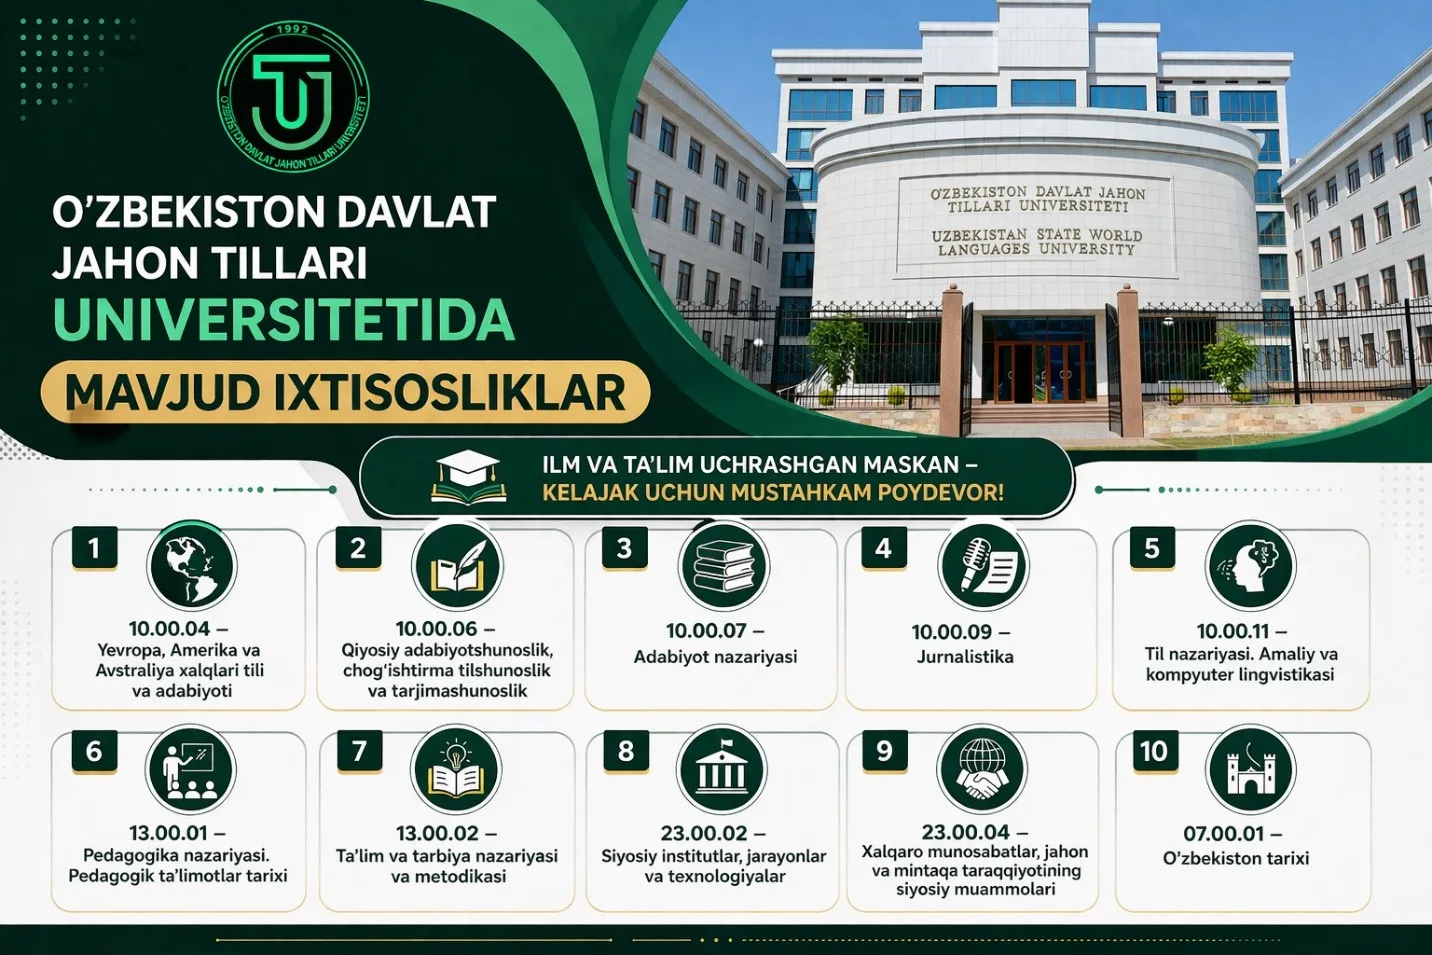 1992
O'ZBEKISTON DAVLAT JAHON TILLARI UNIVERSITETI
O'ZBEKISTON DAVLAT
JAHON TILLARI
UNIVERSITETIDA
MAVJUD IXTISOSLIKLAR
O'ZBEKISTON DAVLAT JAHON
TILLARI UNIVERSITETI
UZBEKISTAN STATE WORLD
LANGUAGES UNIVERSITY
ILM VA TA'LIM UCHRASHGAN MASKAN –
KELAJAK UCHUN MUSTAHKAM POYDEVOR!
1
10.00.04 –
Yevropa, Amerika va
Avstraliya xalqlari tili
va adabiyoti
2
10.00.06 –
Qiyosiy adabiyotshunoslik,
chog'ishtirma tilshunoslik
va tarjimashunoslik
3
10.00.07 –
Adabiyot nazariyasi
4
10.00.09 –
Jurnalistika
5
10.00.11 –
Til nazariyasi. Amaliy va
kompyuter lingvistikasi
6
13.00.01 –
Pedagogika nazariyasi.
Pedagogik ta'limotlar tarixi
7
13.00.02 –
Ta'lim va tarbiya nazariyasi
va metodikasi
8
23.00.02 –
Siyosiy institutlar, jarayonlar
va texnologiyalar
9
23.00.04 –
Xalqaro munosabatlar, jahon
va mintaqa taraqqiyotining
siyosiy muammolari
10
07.00.01 –
O'zbekiston tarixi